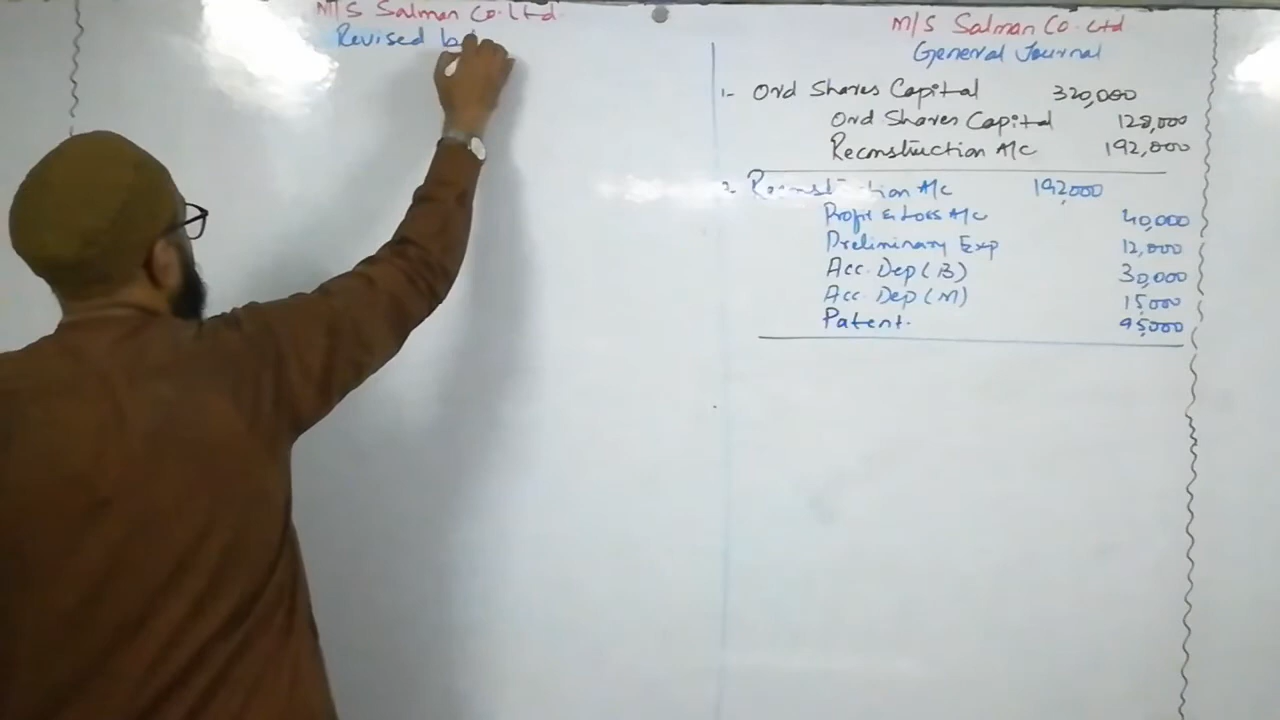 M/S Salman Co. Ltd.
Revised
M/S Salman Co. Ltd
General Journal
1- Ord Shares Capital 320,000
Ord Shares Capital 128,000
Reconstruction A/c 192,000
2- Reconstruction A/c 192,000
Profit & Loss A/c 40,000
Preliminary Exp 12,000
Acc. Dep (B) 30,000
Acc. Dep (M) 15,000
Patent. 95,000